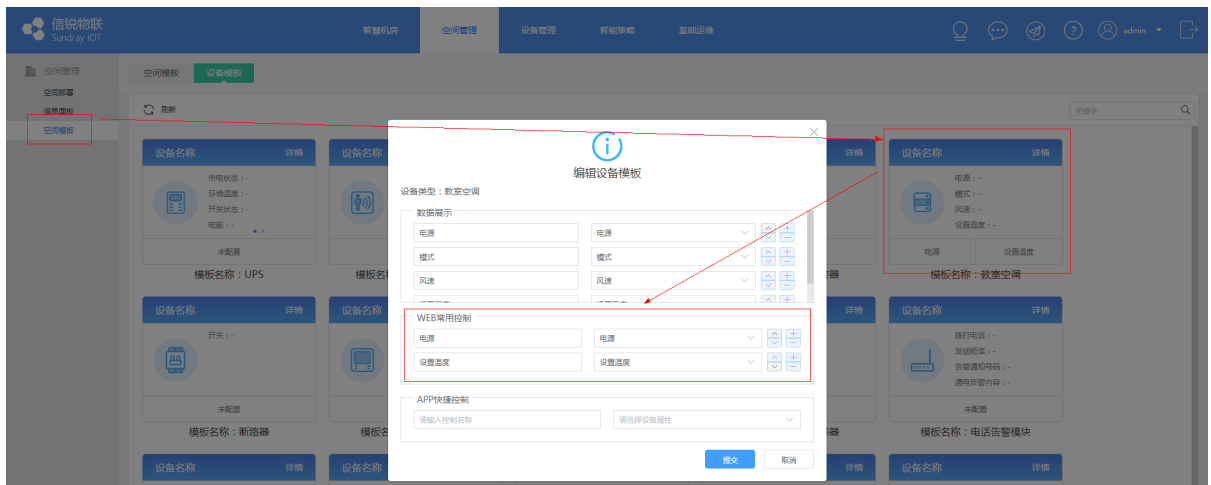 信锐物联
Sundray IOT
智慧机房
空间管理
设备管理
智能策略
基础运维
admin
空间管理
空间部署
信息面板
空间模板
空间模板
设备模板
刷新
关键字
设备名称 详情
市电状态：-
环境温度：-
开关状态：-
电能：-
未配置
模板名称：UPS
设备名称
模板名
详情
设备名称 详情
电源：-
模式：-
风速：-
设置温度：-
电源 设置温度
模板名称：教室空调
编辑设备模板
设备类型：教室空调
数据展示
电源 电源
模式 模式
风速 风速
WEB常用控制
电源 电源
设置温度 设置温度
APP快捷控制
请输入控制名称 请选择设备属性
提交 取消
设备名称 详情
开关：-
未配置
模板名称：断路器
设备名称
模板名
详情
设备名称 详情
拨打电话：-
发送短信：-
告警通知号码：-
通电告警内容：-
未配置
模板名称：电话告警模块
设备名称 详情
设备名称
详情
设备名称 详情